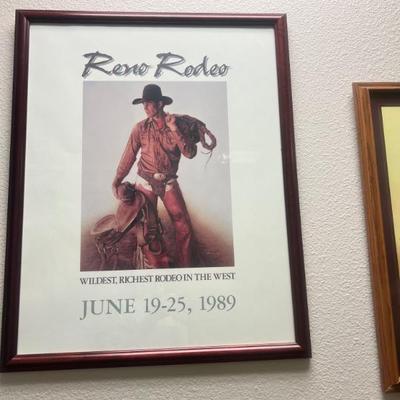 Reno Rodeo
WILDEST, RICHEST RODEO IN THE WEST
JUNE 19-25, 1989